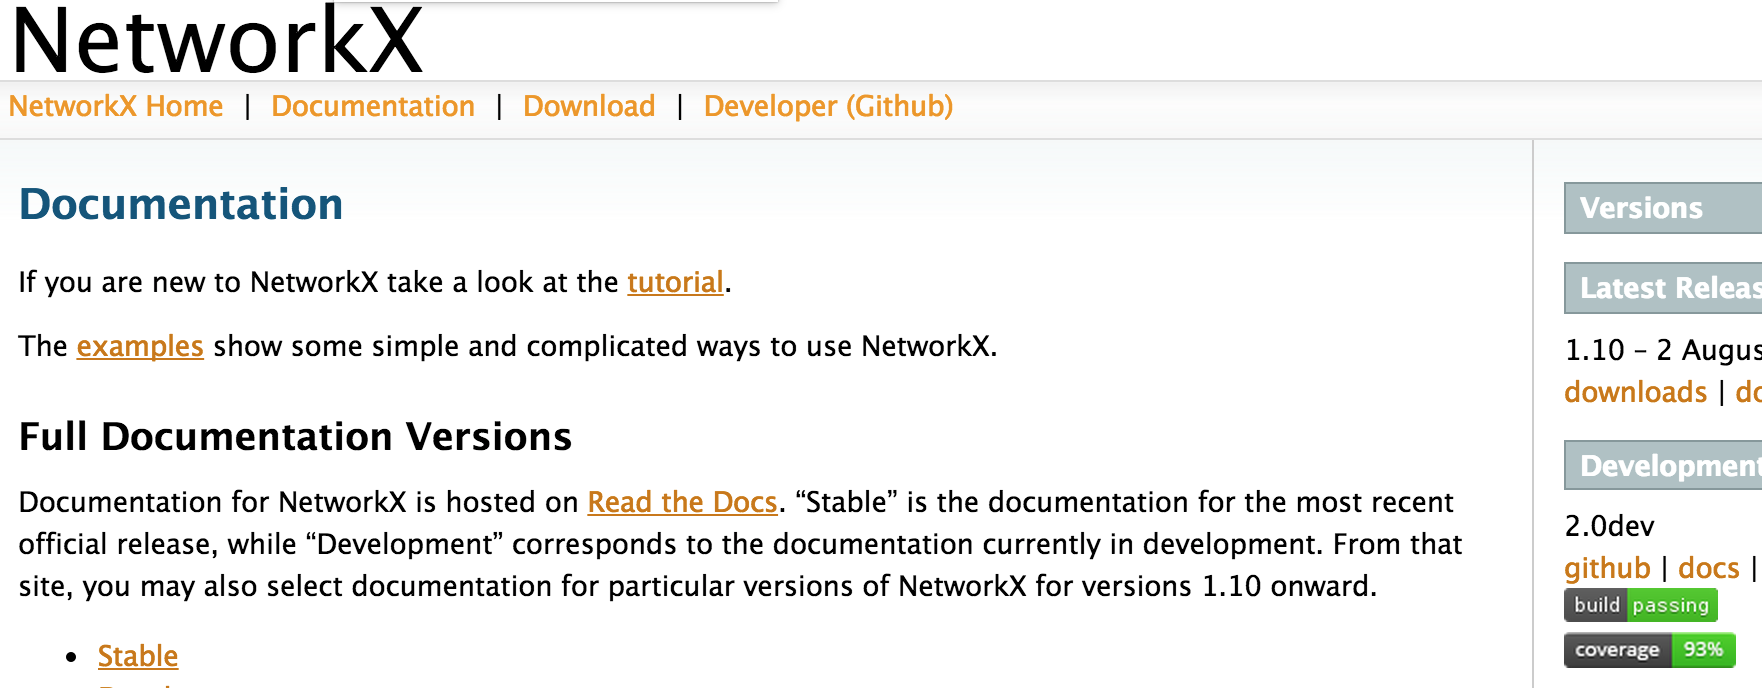 NetworkX
NetworkX Home | Documentation | Download | Developer (Github)
Documentation
If you are new to NetworkX take a look at the tutorial.
The examples show some simple and complicated ways to use NetworkX.
Full Documentation Versions
Documentation for NetworkX is hosted on Read the Docs. “Stable” is the documentation for the most recent
official release, while “Development” corresponds to the documentation currently in development. From that
site, you may also select documentation for particular versions of NetworkX for versions 1.10 onward.
• Stable
Versions
Latest Releas
1.10 – 2 Augus
downloads | do
Development
2.0dev
github | docs |
build passing
coverage 93%